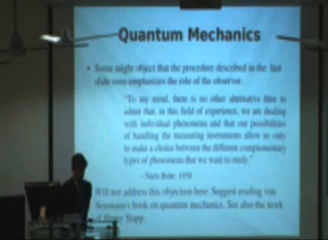 Quantum Mechanics
• Some might object that the procedure described in the last
slide over-emphasizes the role of the observer.
"To my mind, there is no other alternative than to
admit that, in this field of experience, we are dealing
with individual phenomena and that our possibilities
of handling the measuring instruments allow us only
to make a choice between the different complementary
types of phenomena that we want to study."
– Niels Bohr, 1958
Will not address this objection here. Suggest reading von
Neumann's book on quantum mechanics. See also the work
of Henry Stapp.